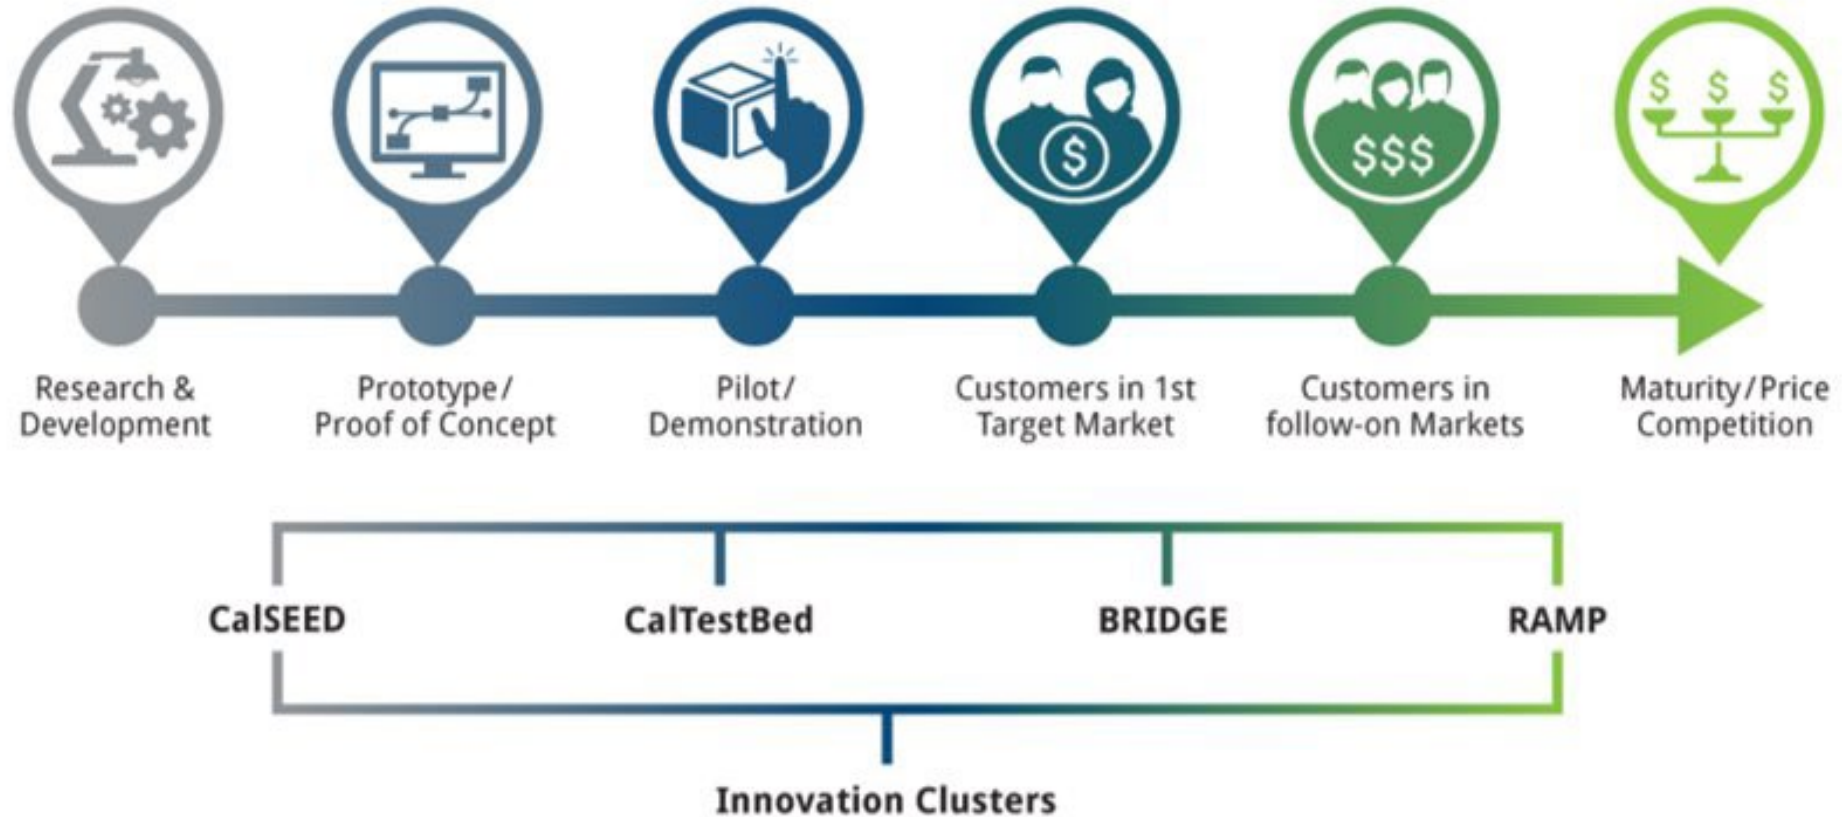 $
$$$
$ $ $
Research &
Development
Prototype/
Proof of Concept
Pilot/
Demonstration
Customers in 1st
Target Market
Customers in
follow-on Markets
Maturity/Price
Competition
CalSEED
CalTestBed
BRIDGE
RAMP
Innovation Clusters